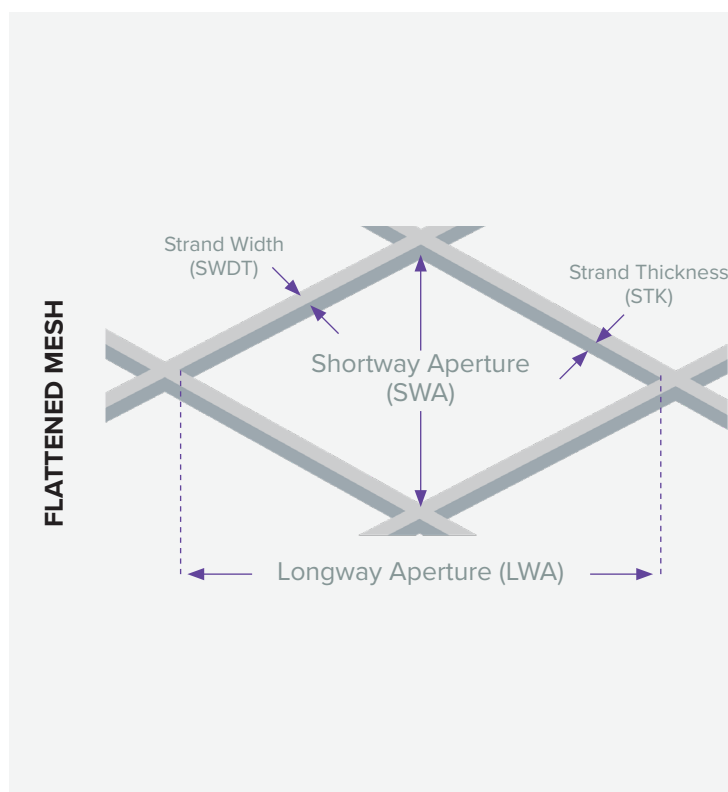 FLATTENED MESH
Strand Width
(SWDT)
Strand Thickness
(STK)
Shortway Aperture
(SWA)
Longway Aperture (LWA)